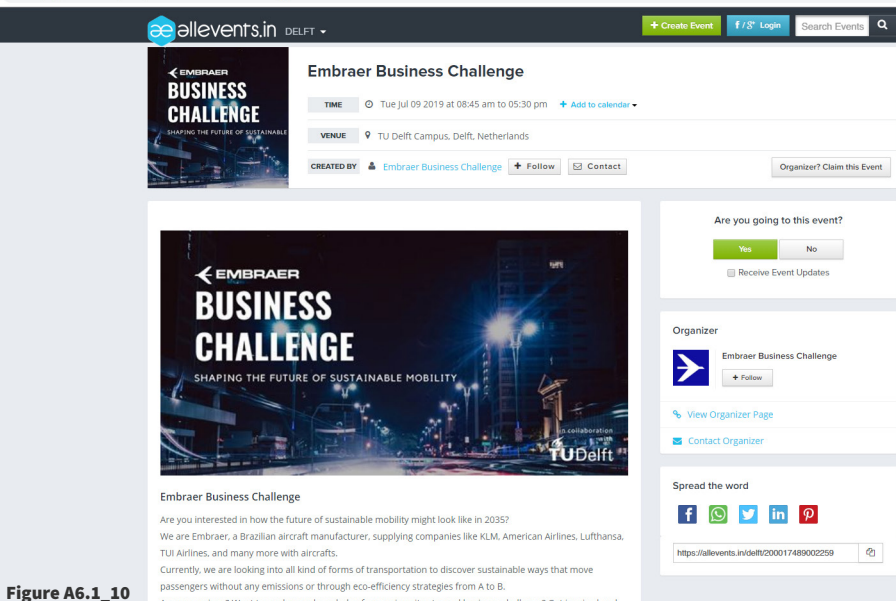 allevents.in DELFT
+ Create Event
f / g+ Login
Search Events
EMBRAER
BUSINESS
CHALLENGE
SHAPING THE FUTURE OF SUSTAINABLE
Embraer Business Challenge
TIME Tue Jul 09 2019 at 08:45 am to 05:30 pm + Add to calendar
VENUE TU Delft Campus, Delft, Netherlands
CREATED BY Embraer Business Challenge + Follow Contact
Organizer? Claim this Event
EMBRAER
BUSINESS
CHALLENGE
SHAPING THE FUTURE OF SUSTAINABLE MOBILITY
in collaboration
with
TUDelft
Embraer Business Challenge
Are you interested in how the future of sustainable mobility might look like in 2035?
We are Embraer, a Brazilian aircraft manufacturer, supplying companies like KLM, American Airlines, Lufthansa,
TUI Airlines, and many more with aircrafts.
Currently, we are looking into all kind of forms of transportation to discover sustainable ways that move
passengers without any emissions or through eco-efficiency strategies from A to B.
Are you going to this event?
Yes
No
Receive Event Updates
Organizer
Embraer Business Challenge
+ Follow
View Organizer Page
Contact Organizer
Spread the word
https://allevents.in/delft/200017489002259
Figure A6.1_10